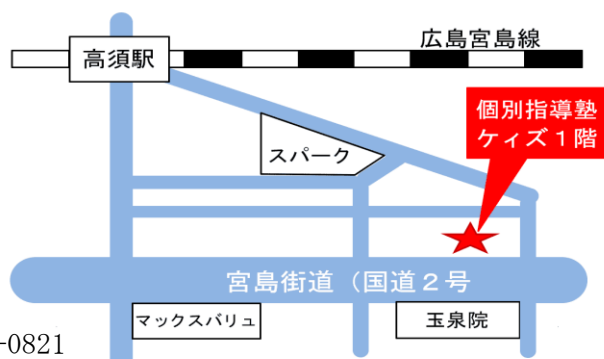 広島宮島線
高須駅
個別指導塾
ケィズ１階
スパーク
宮島街道（国道２号
マックスバリュ
玉泉院
-0821